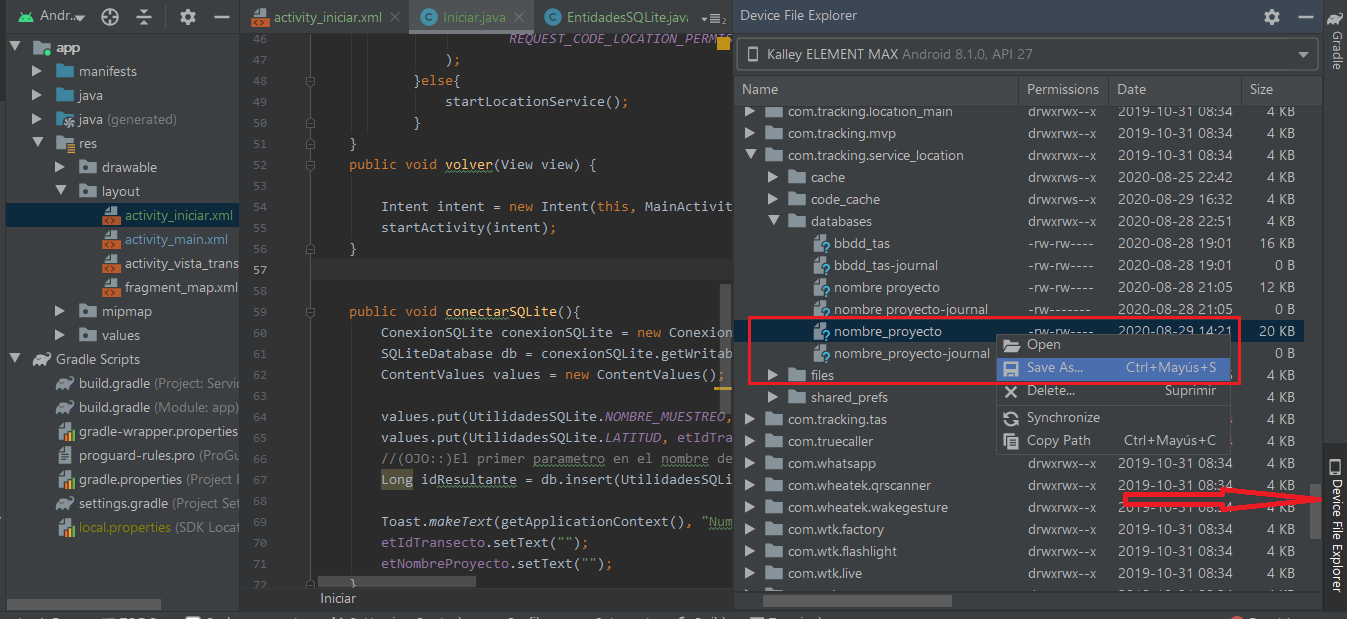 Andr...
app
manifests
java
java (generated)
res
drawable
layout
activity_iniciar.xml
activity_main.xml
activity_vista_trans
fragment_map.xml
mipmap
values
Gradle Scripts
build.gradle (Project: Servic
build.gradle (Module: app)
gradle-wrapper.properties
proguard-rules.pro (ProGu
gradle.properties (Project P
settings.gradle (Project Set
local.properties (SDK Locat
activity_iniciar.xml
Iniciar.java
EntidadesSQLite.java
46 REQUEST_CODE_LOCATION_PERMIS
47 );
48 }else{
49 startLocationService();
50 }
51 }
52 public void volver(View view) {
53
54 Intent intent = new Intent(this, MainActivit
55 startActivity(intent);
56 }
57
58
59 public void conectarSQLite(){
60 ConexionSQLite conexionSQLite = new Conexion
61 SQLiteDatabase db = conexionSQLite.getWritab
62 ContentValues values = new ContentValues();
63
64 values.put(UtilidadesSQLite.NOMBRE_MUESTREO,
65 values.put(UtilidadesSQLite.LATITUD, etIdTra
66 //(OJO::)El primer parametro en el nombre de
67 Long idResultante = db.insert(UtilidadesSQLi
68
69 Toast.makeText(getApplicationContext(), "Num
70 etIdTransecto.setText("");
71 etNombreProyecto.setText("");
72 }
Iniciar
Device File Explorer
Kalley ELEMENT MAX Android 8.1.0, API 27
Name Permissions Date Size
com.tracking.location_main drwxrwx--x 2019-10-31 08:34 4 KB
com.tracking.mvp drwxrwx--x 2019-10-31 08:34 4 KB
com.tracking.service_location drwxrwx--x 2019-10-31 08:34 4 KB
cache drwxrws--x 2020-08-25 22:42 4 KB
code_cache drwxrws--x 2020-08-29 16:32 4 KB
databases drwxrwx--x 2020-08-28 22:51 4 KB
bbdd_tas -rw-rw---- 2020-08-28 19:01 16 KB
bbdd_tas-journal -rw-rw---- 2020-08-28 19:01 0 B
nombre proyecto -rw-rw---- 2020-08-28 21:05 12 KB
nombre proyecto-journal -rw------- 2020-08-28 21:05 0 B
nombre_proyecto -rw-rw---- 2020-08-29 14:21 20 KB
nombre_proyecto-journal 0 B
files 4 KB
shared_prefs 4 KB
com.tracking.tas 4 KB
com.truecaller 4 KB
com.whatsapp drwxrwx--x 2019-10-31 08:34 4 KB
com.wheatek.qrscanner drwxrwx--x 2019-10-31 08:34 4 KB
com.wheatek.wakegesture drwxrwx--x 2019-10-31 08:34 4 KB
com.wtk.factory drwxrwx--x 2019-10-31 08:34 4 KB
com.wtk.flashlight drwxrwx--x 2019-10-31 08:34 4 KB
com.wtk.live drwxrwx--x 2019-10-31 08:34 4 KB
Open
Save As... Ctrl+Mayús+S
Delete... Suprimir
Synchronize
Copy Path Ctrl+Mayús+C
Gradle
Device File Explorer